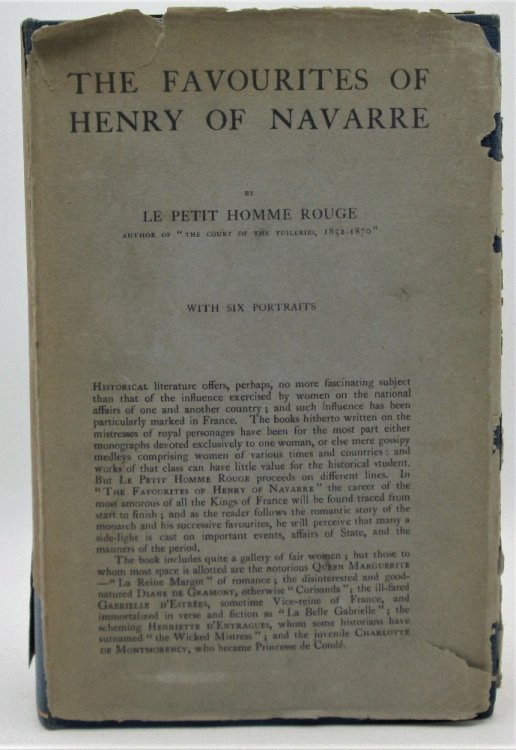 THE FAVOURITES OF
HENRY OF NAVARRE
BY
LE PETIT HOMME ROUGE
AUTHOR OF "THE COURT OF THE TUILERIES, 1852-1870"
WITH SIX PORTRAITS
HISTORICAL literature offers, perhaps, no more fascinating subject
than that of the influence exercised by women on the national
affairs of one and another country; and such influence has been
particularly marked in France. The books hitherto written on the
mistresses of royal personages have been for the most part either
monographs devoted exclusively to one woman, or else mere gossipy
medleys comprising women of various times and countries: and
works of that class can have little value for the historical student.
But LE PETIT HOMME ROUGE proceeds on different lines. In
"THE FAVOURITES OF HENRY OF NAVARRE" the career of the
most amorous of all the Kings of France will be found traced from
start to finish; and as the reader follows the romantic story of the
monarch and his successive favourites, he will perceive that many a
side-light is cast on important events, affairs of State, and the
manners of the period.
The book includes quite a gallery of fair women; but those to
whom most space is allotted are the notorious QUEEN MARGUERITE
—"La Reine Margot" of romance; the disinterested and good-
natured DIANE DE GRAMONT, otherwise "Corisanda"; the ill-fated
GABRIELLE D'ESTRÉES, sometime Vice-reine of France, and
immortalized in verse and fiction as "La Belle Gabrielle"; the
scheming HENRIETTE D'ENTRAGUES, whom some historians have
surnamed "the Wicked Mistress"; and the juvenile CHARLOTTE
DE MONTMORENCY, who became Princesse de Condé.